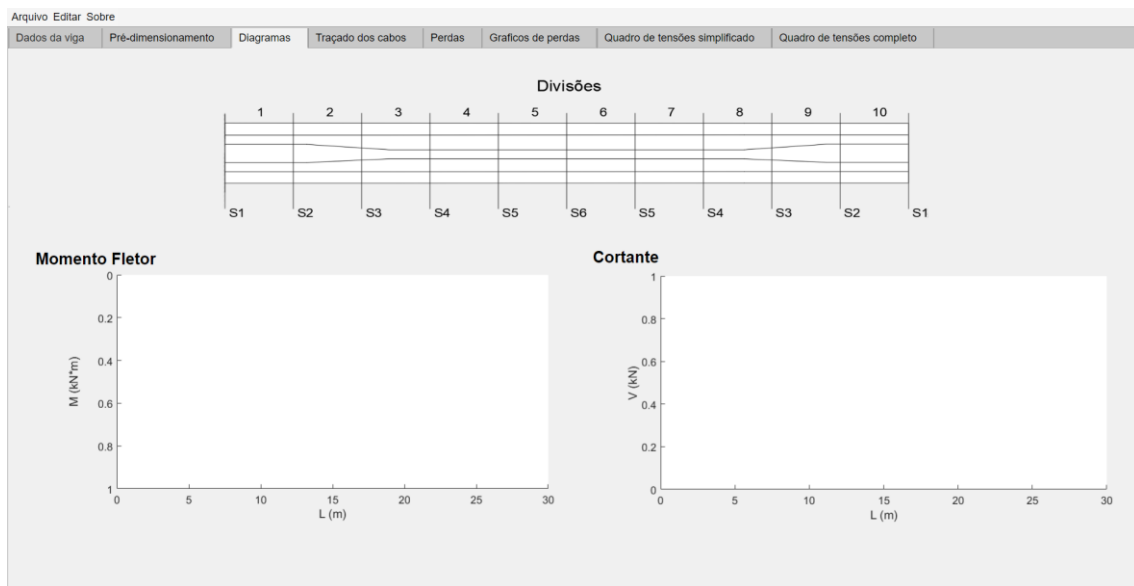 Arquivo Editar Sobre
Dados da viga Pré-dimensionamento Diagramas Traçado dos cabos Perdas Graficos de perdas Quadro de tensões simplificado Quadro de tensões completo
Divisões
1 2 3 4 5 6 7 8 9 10
S1 S2 S3 S4 S5 S6 S5 S4 S3 S2 S1
Momento Fletor
0
0.2
0.4
0.6
0.8
1
M (kN*m)
0 5 10 15 20 25 30
L (m)
Cortante
1
0.8
0.6
0.4
0.2
0
V (kN)
0 5 10 15 20 25 30
L (m)